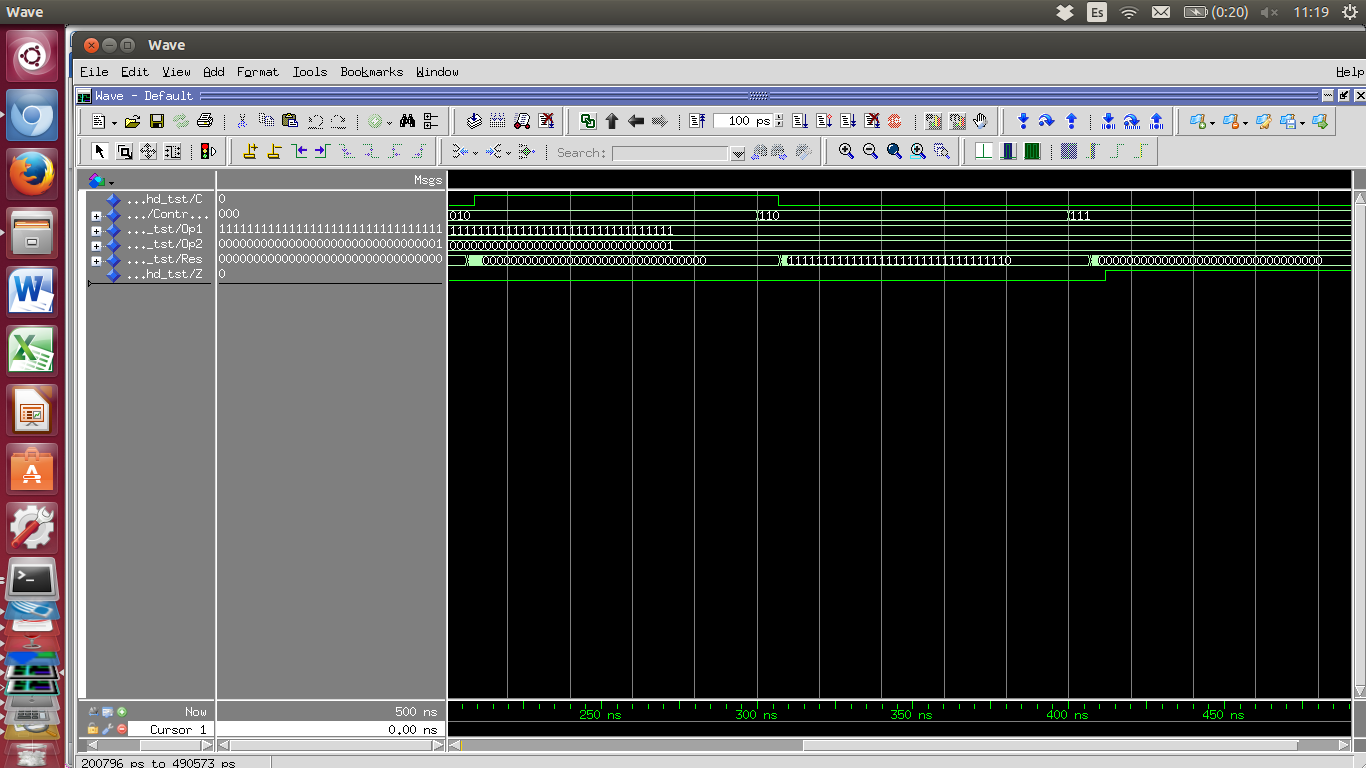 Wave
Es
(0:20)
11:19
Wave
File Edit View Add Format Tools Bookmarks Window Help
Wave - Default
100 ps
Search:
Msgs
...hd_tst/C 0
.../Contr... 000 010 110 111
..._tst/Op1 11111111111111111111111111111111 11111111111111111111111111111111
..._tst/Op2 00000000000000000000000000000001 00000000000000000000000000000001
..._tst/Res 00000000000000000000000000000000 00000000000000000000000000000000 11111111111111111111111111111110 00000000000000000000000000000000
...hd_tst/Z 0
Now 500 ns 250 ns 300 ns 350 ns 400 ns 450 ns
Cursor 1 0.00 ns
200796 ps to 490573 ps